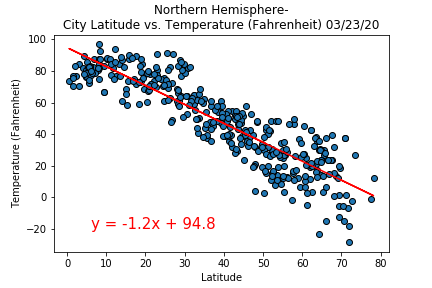 Northern Hemisphere-
City Latitude vs. Temperature (Fahrenheit) 03/23/20
100
80
60
40
20
0
−20
Temperature (Fahrenheit)
y = -1.2x + 94.8
0 10 20 30 40 50 60 70 80
Latitude